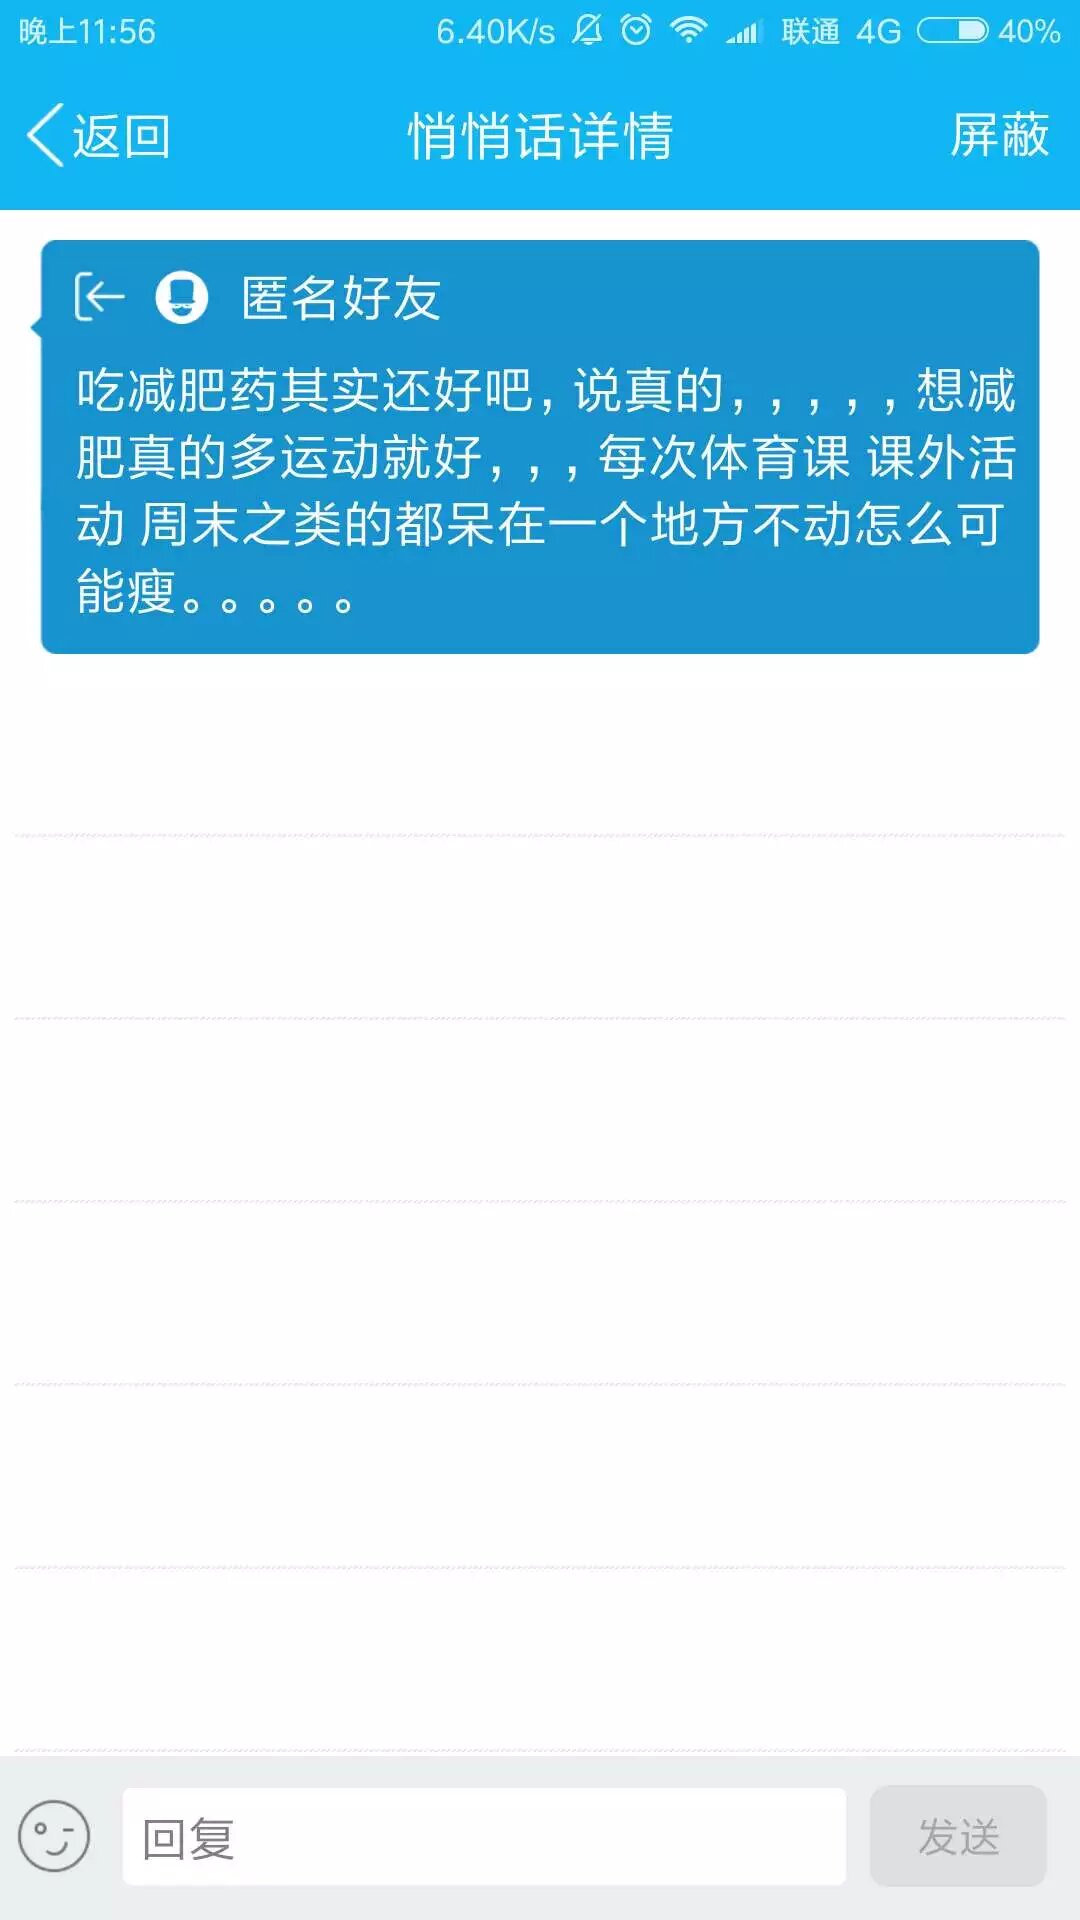 晚上11:56 6.40K/s 联通 4G 40%
返回 悄悄话详情 屏蔽
匿名好友
吃减肥药其实还好吧,说真的,,,,,想减
肥真的多运动就好,,,每次体育课 课外活
动 周末之类的都呆在一个地方不动怎么可
能瘦。。。。。
回复 发送